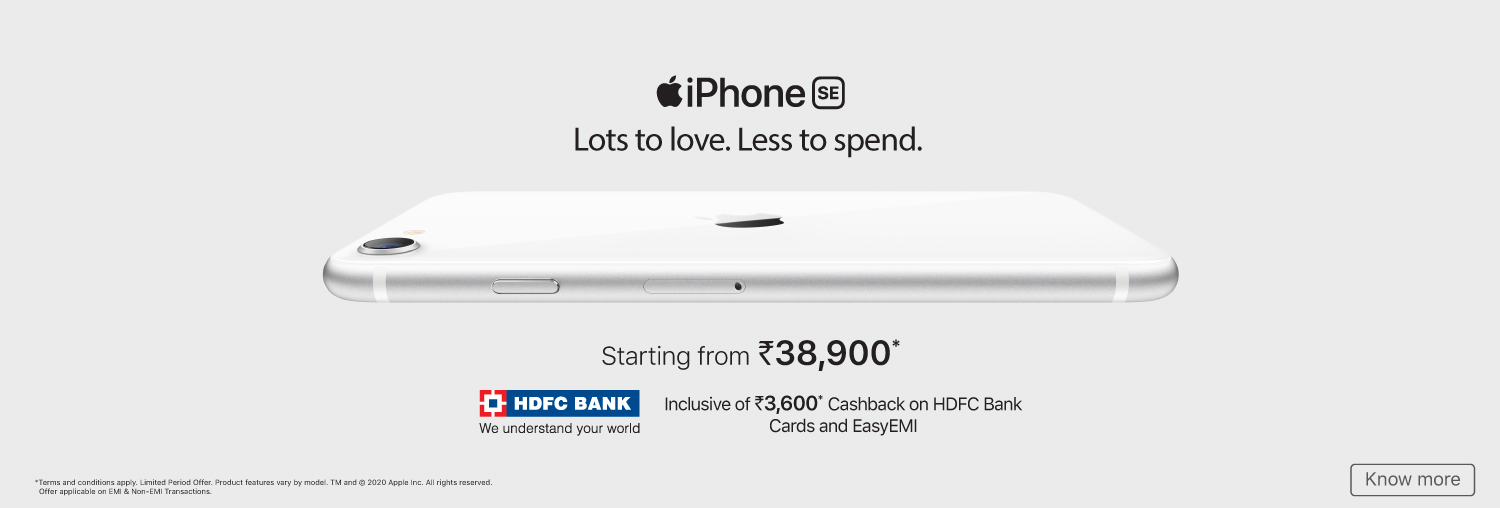 iPhone SE
Lots to love. Less to spend.
Starting from ₹38,900*
HDFC BANK
We understand your world
Inclusive of ₹3,600* Cashback on HDFC Bank
Cards and EasyEMI
*Terms and conditions apply. Limited Period Offer. Product features vary by model. TM and © 2020 Apple Inc. All rights reserved.
Offer applicable on EMI & Non-EMI Transactions.
Know more